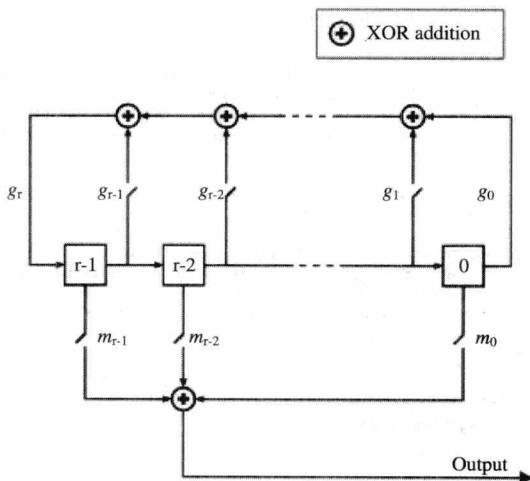 XOR addition
g_r
g_{r-1}
g_{r-2}
g_1
g_0
r-1
r-2
0
m_{r-1}
m_{r-2}
m_0
Output